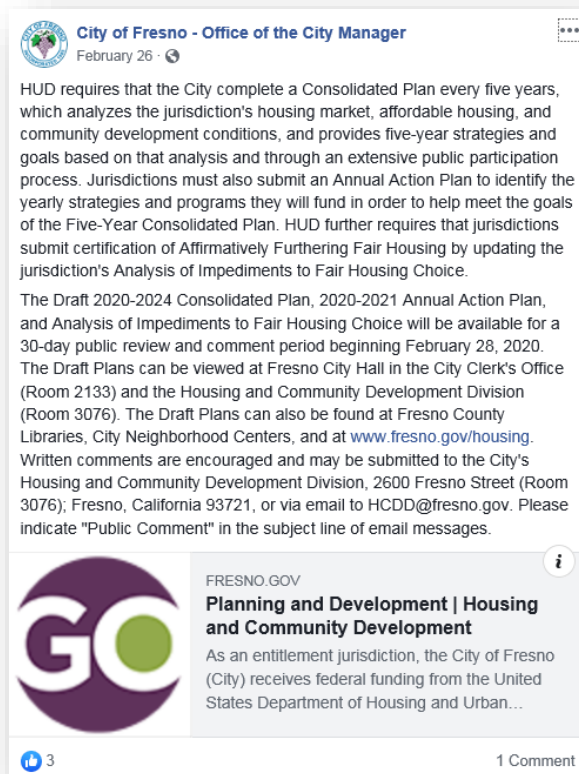 City of Fresno - Office of the City Manager
February 26 ·
HUD requires that the City complete a Consolidated Plan every five years,
which analyzes the jurisdiction's housing market, affordable housing, and
community development conditions, and provides five-year strategies and
goals based on that analysis and through an extensive public participation
process. Jurisdictions must also submit an Annual Action Plan to identify the
yearly strategies and programs they will fund in order to help meet the goals
of the Five-Year Consolidated Plan. HUD further requires that jurisdictions
submit certification of Affirmatively Furthering Fair Housing by updating the
jurisdiction's Analysis of Impediments to Fair Housing Choice.
The Draft 2020-2024 Consolidated Plan, 2020-2021 Annual Action Plan,
and Analysis of Impediments to Fair Housing Choice will be available for a
30-day public review and comment period beginning February 28, 2020.
The Draft Plans can be viewed at Fresno City Hall in the City Clerk's Office
(Room 2133) and the Housing and Community Development Division
(Room 3076). The Draft Plans can also be found at Fresno County
Libraries, City Neighborhood Centers, and at www.fresno.gov/housing.
Written comments are encouraged and may be submitted to the City's
Housing and Community Development Division, 2600 Fresno Street (Room
3076); Fresno, California 93721, or via email to HCDD@fresno.gov. Please
indicate "Public Comment" in the subject line of email messages.
i
GO
FRESNO.GOV
Planning and Development | Housing
and Community Development
As an entitlement jurisdiction, the City of Fresno
(City) receives federal funding from the United
States Department of Housing and Urban...
3
1 Comment